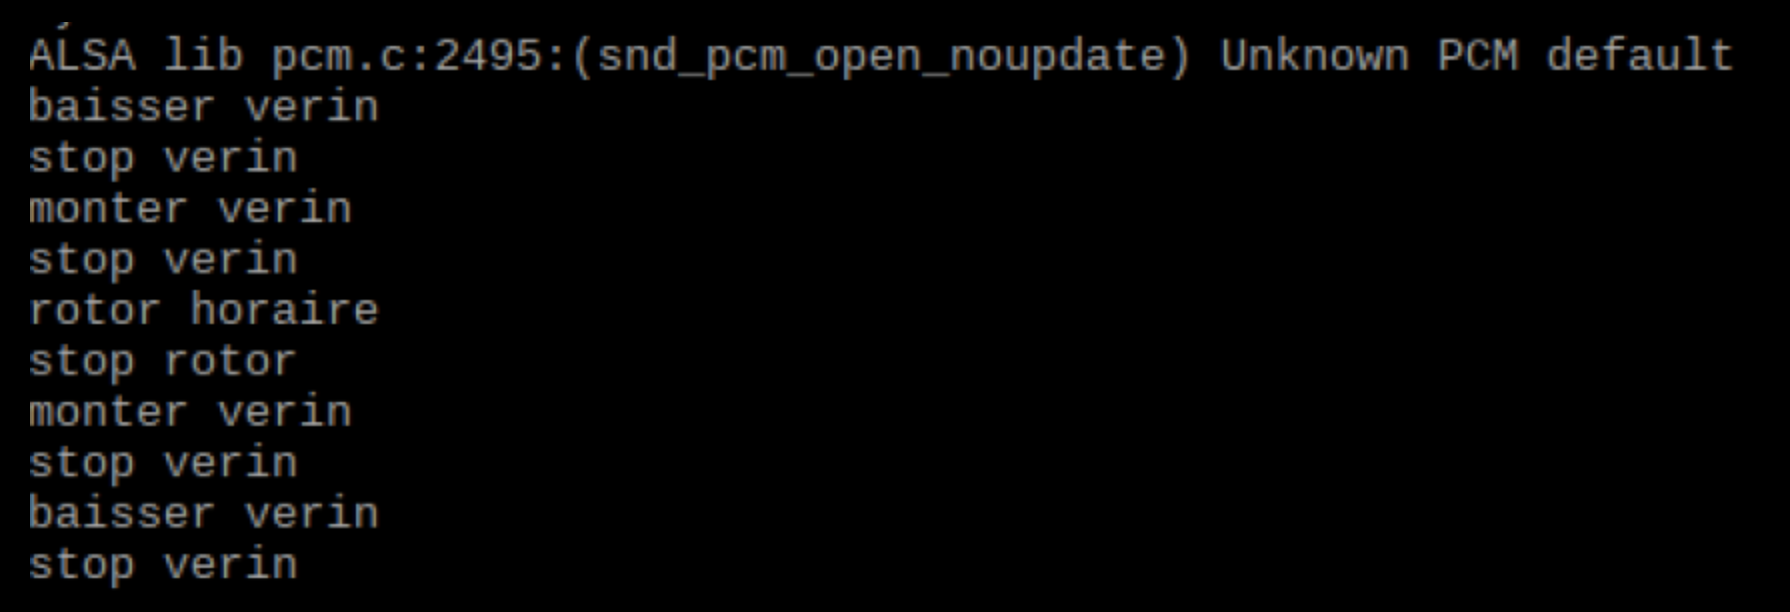 ALSA lib pcm.c:2495:(snd_pcm_open_noupdate) Unknown PCM default
baisser verin
stop verin
monter verin
stop verin
rotor horaire
stop rotor
monter verin
stop verin
baisser verin
stop verin